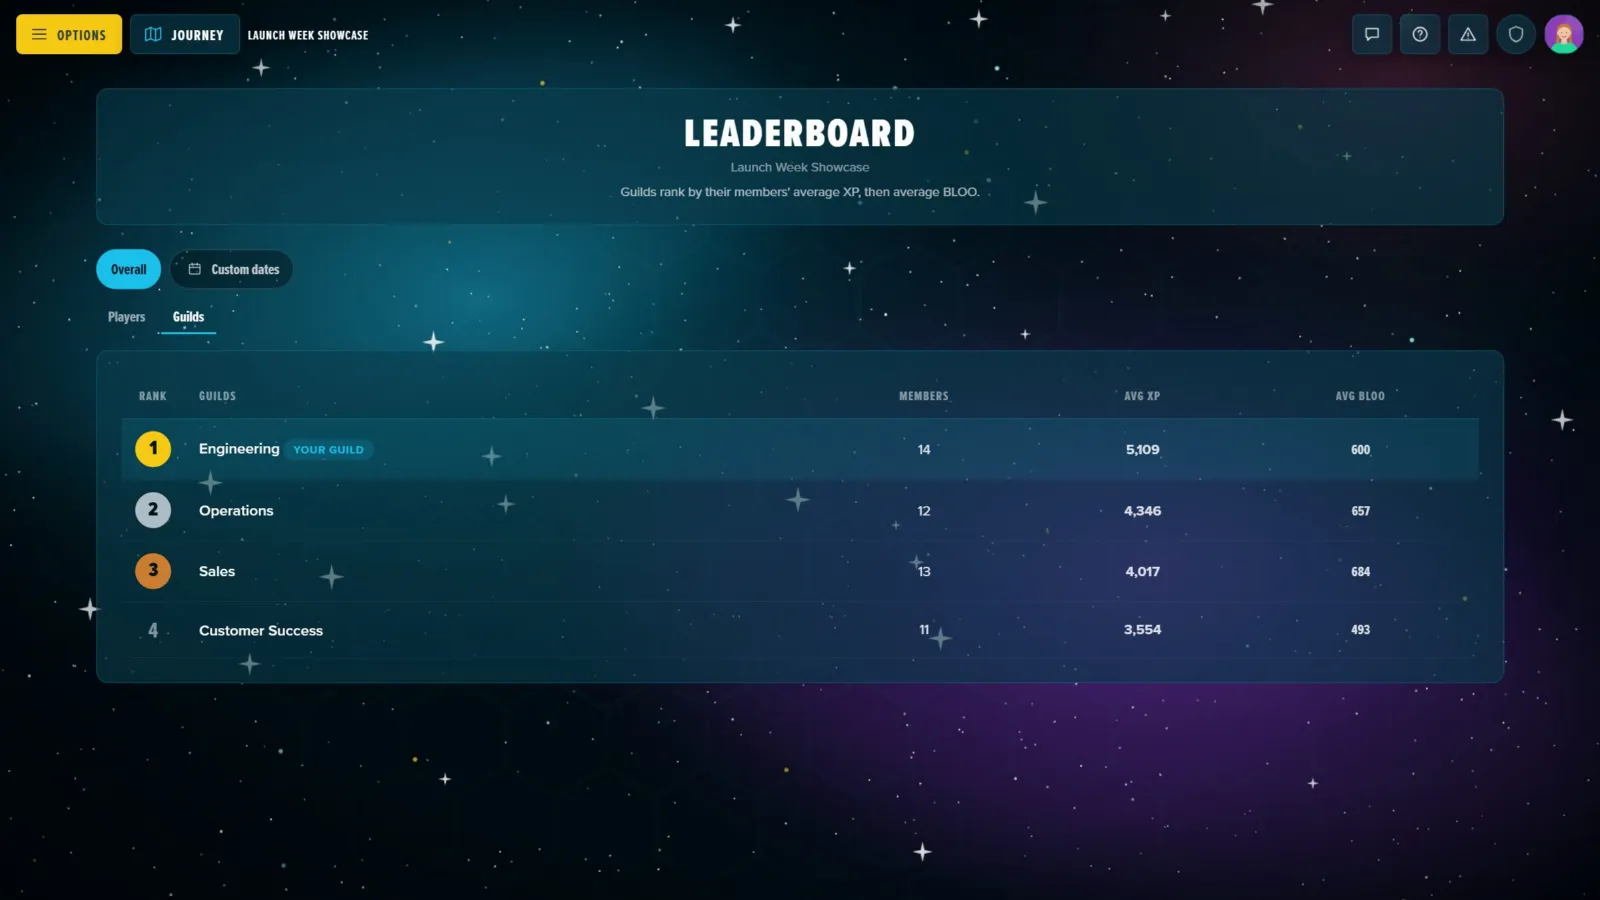 OPTIONS
JOURNEY
LAUNCH WEEK SHOWCASE
LEADERBOARD
Launch Week Showcase
Guilds rank by their members' average XP, then average BLOO.
Overall
Custom dates
Players
Guilds
RANK GUILDS MEMBERS AVG XP AVG BLOO
1 Engineering YOUR GUILD 14 5,109 600
2 Operations 12 4,346 657
3 Sales 13 4,017 684
4 Customer Success 11 3,554 493